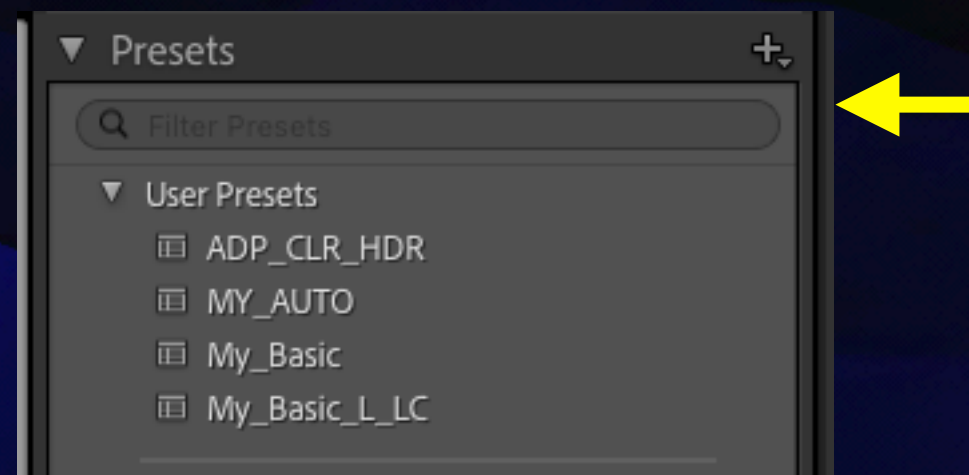 Presets
Filter Presets
User Presets
ADP_CLR_HDR
MY_AUTO
My_Basic
My_Basic_L_LC